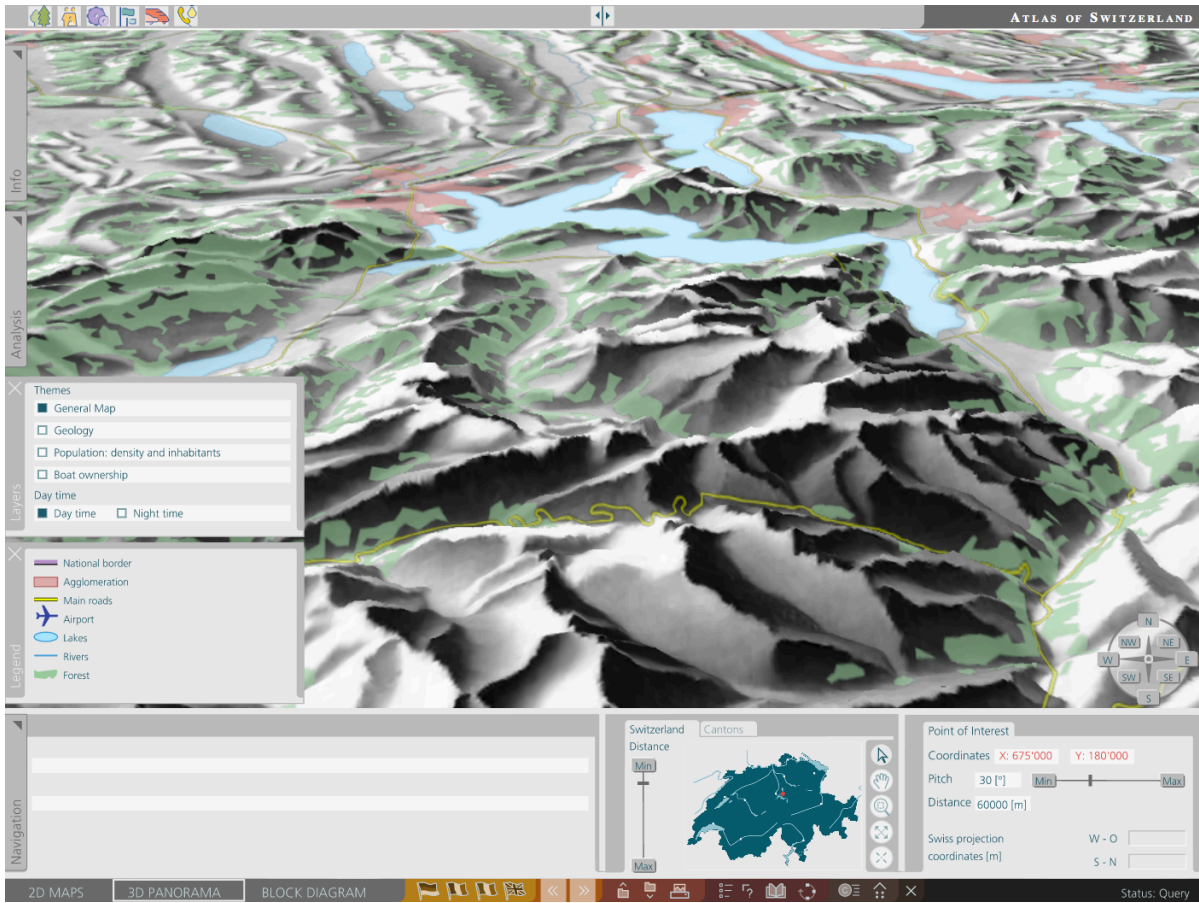 ATLAS OF SWITZERLAND
Info
Analysis
Layers
Themes
General Map
Geology
Population: density and inhabitants
Boat ownership
Day time
Day time Night time
Legend
National border
Agglomeration
Main roads
Airport
Lakes
Rivers
Forest
N
NW NE
W E
SW SE
S
Navigation
Switzerland Cantons
Distance
Min
Max
Point of Interest
Coordinates X: 675'000 Y: 180'000
Pitch 30 [°] Min Max
Distance 60000 [m]
Swiss projection W - O
coordinates [m] S - N
2D MAPS 3D PANORAMA BLOCK DIAGRAM
Status: Query